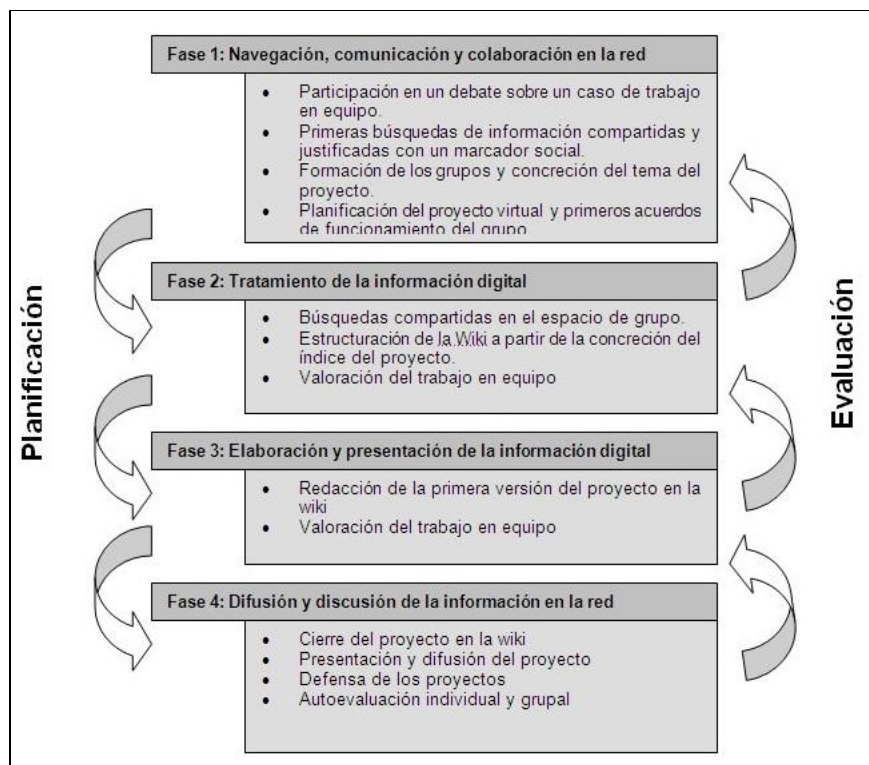 Fase 1: Navegación, comunicación y colaboración en la red
• Participación en un debate sobre un caso de trabajo
en equipo.
• Primeras búsquedas de información compartidas y
justificadas con un marcador social.
• Formación de los grupos y concreción del tema del
proyecto.
• Planificación del proyecto virtual y primeros acuerdos
de funcionamiento del grupo
Planificación
Evaluación
Fase 2: Tratamiento de la información digital
• Búsquedas compartidas en el espacio de grupo.
• Estructuración de la Wiki a partir de la concreción del
índice del proyecto.
• Valoración del trabajo en equipo
Fase 3: Elaboración y presentación de la información digital
• Redacción de la primera versión del proyecto en la
wiki
• Valoración del trabajo en equipo
Fase 4: Difusión y discusión de la información en la red
• Cierre del proyecto en la wiki
• Presentación y difusión del proyecto
• Defensa de los proyectos
• Autoevaluación individual y grupal